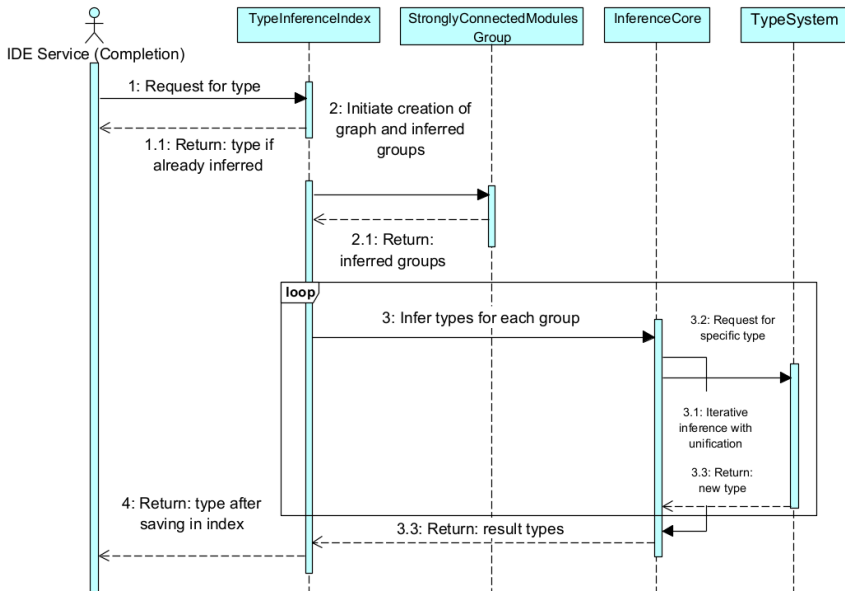 IDE Service (Completion)
TypeInferenceIndex
StronglyConnectedModules
Group
InferenceCore
TypeSystem
1: Request for type
1.1: Return: type if
already inferred
2: Initiate creation of
graph and inferred
groups
2.1: Return:
inferred groups
loop
3: Infer types for each group
3.2: Request for
specific type
3.1: Iterative
inference with
unification
3.3: Return:
new type
4: Return: type after
saving in index
3.3: Return: result types